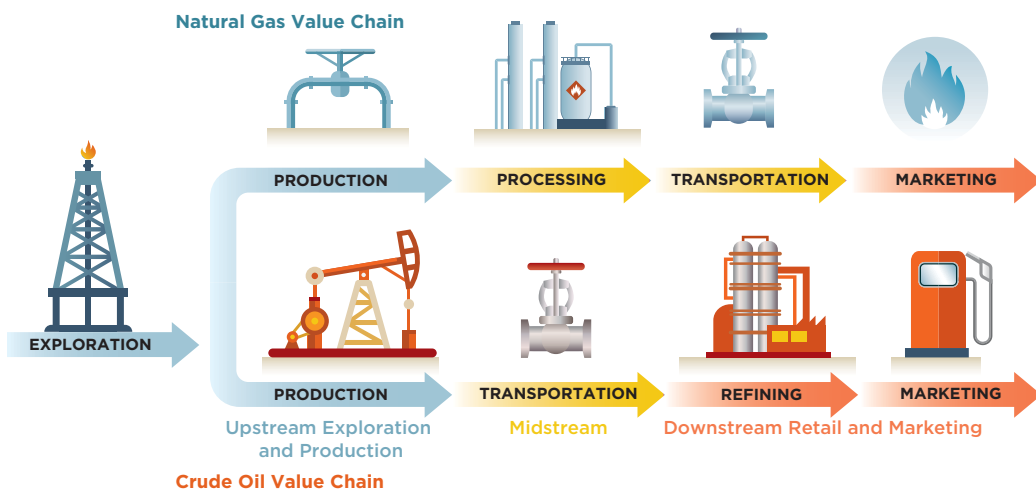 Natural Gas Value Chain
PRODUCTION
PROCESSING
TRANSPORTATION
MARKETING
EXPLORATION
PRODUCTION
TRANSPORTATION
REFINING
MARKETING
Upstream Exploration
and Production
Midstream
Downstream Retail and Marketing
Crude Oil Value Chain